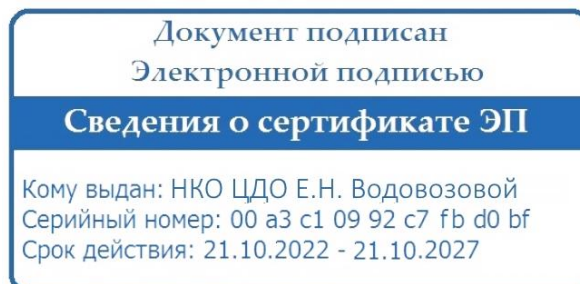 Документ подписан
Электронной подписью
Сведения о сертификате ЭП
Кому выдан: НКО ЦДО Е.Н. Водовозовой
Серийный номер: 00 a3 c1 09 92 c7 fb d0 bf
Срок действия: 21.10.2022 - 21.10.2027